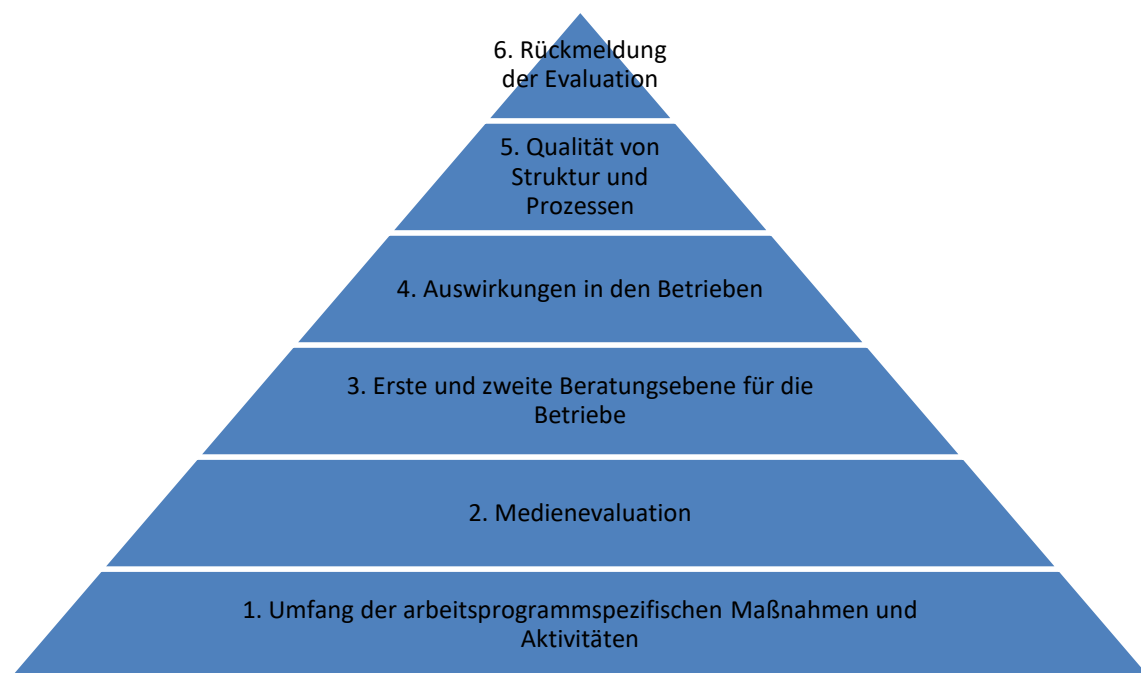 6. Rückmeldung
der Evaluation
5. Qualität von
Struktur und
Prozessen
4. Auswirkungen in den Betrieben
3. Erste und zweite Beratungsebene für die
Betriebe
2. Medienevaluation
1. Umfang der arbeitsprogrammspezifischen Maßnahmen und
Aktivitäten